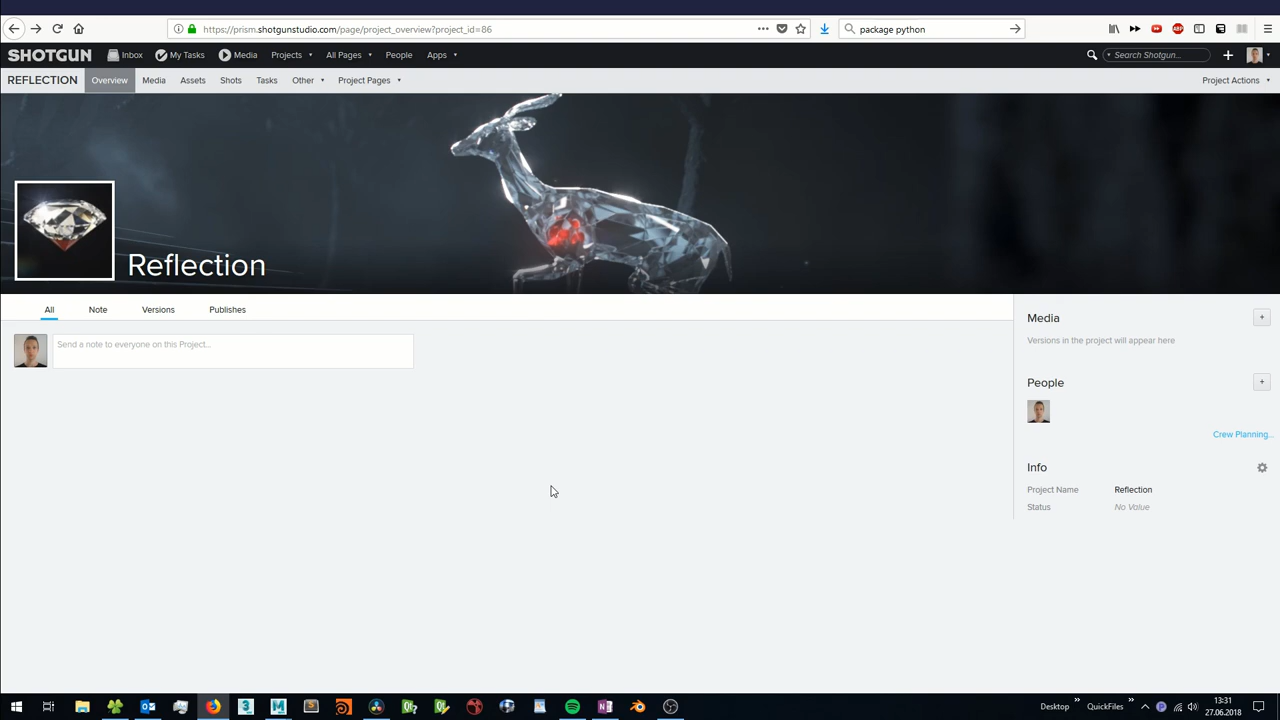 https://prism.shotgunstudio.com/page/project_overview?project_id=86
package python
SHOTGUN Inbox My Tasks Media Projects All Pages People Apps Search Shotgun...
REFLECTION Overview Media Assets Shots Tasks Other Project Pages Project Actions
Reflection
All Note Versions Publishes
Send a note to everyone on this Project...
Media
Versions in the project will appear here
People
Crew Planning...
Info
Project Name Reflection
Status No Value
Desktop QuickFiles 13:31
27.06.2018